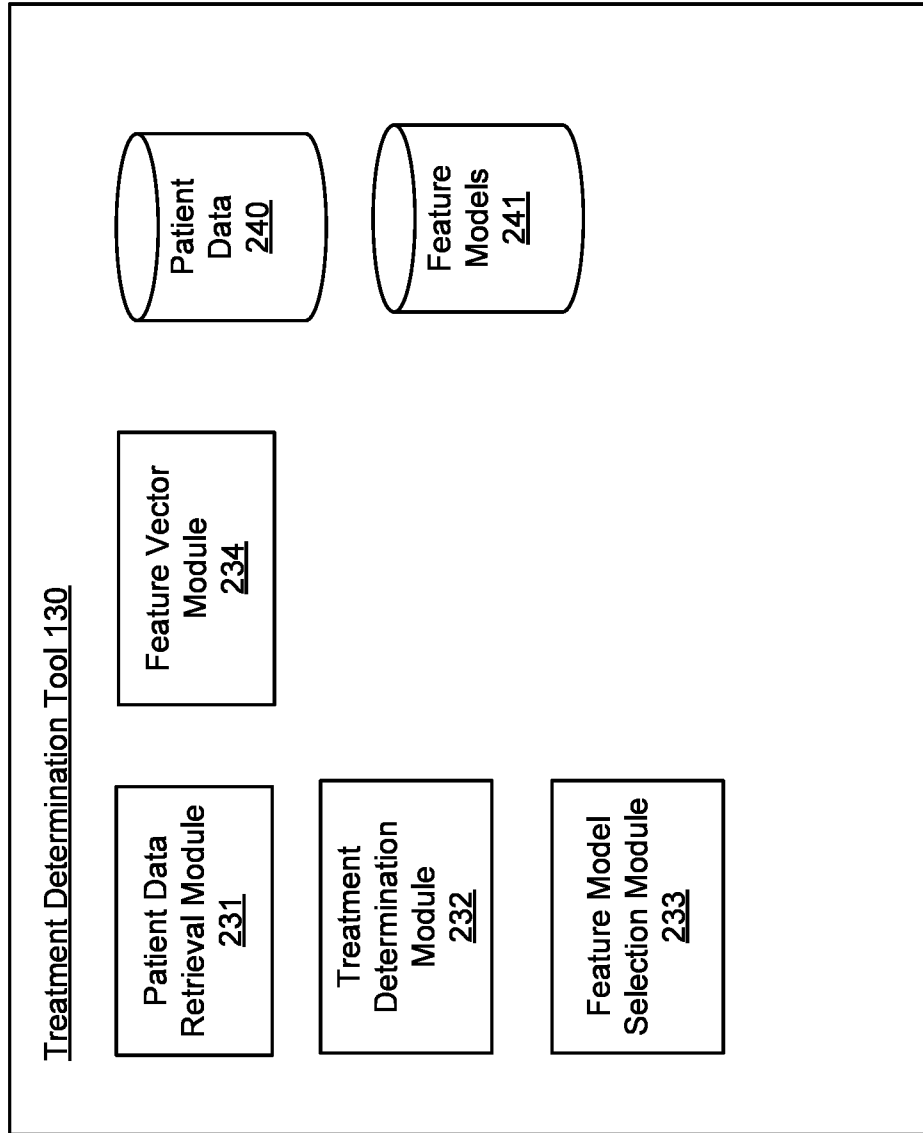 Treatment Determination Tool 130
Patient Data
Retrieval Module
231
Treatment
Determination
Module
232
Feature Model
Selection Module
233
Feature Vector
Module
234
Patient
Data
240
Feature
Models
241